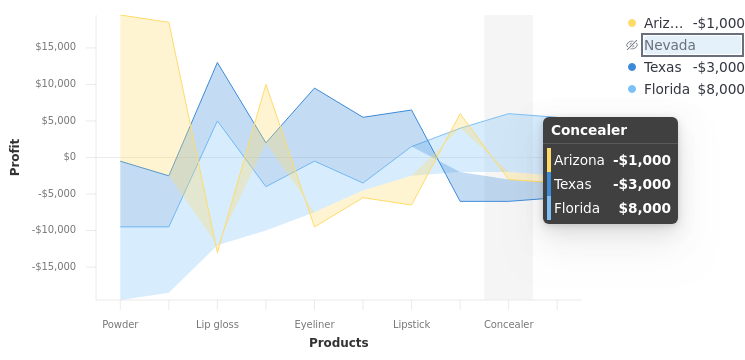 Profit
$15,000
$10,000
$5,000
$0
-$5,000
-$10,000
-$15,000
Powder
Lip gloss
Eyeliner
Lipstick
Concealer
Products
Ariz... -$1,000
Nevada
Texas -$3,000
Florida $8,000
Concealer
Arizona -$1,000
Texas -$3,000
Florida $8,000